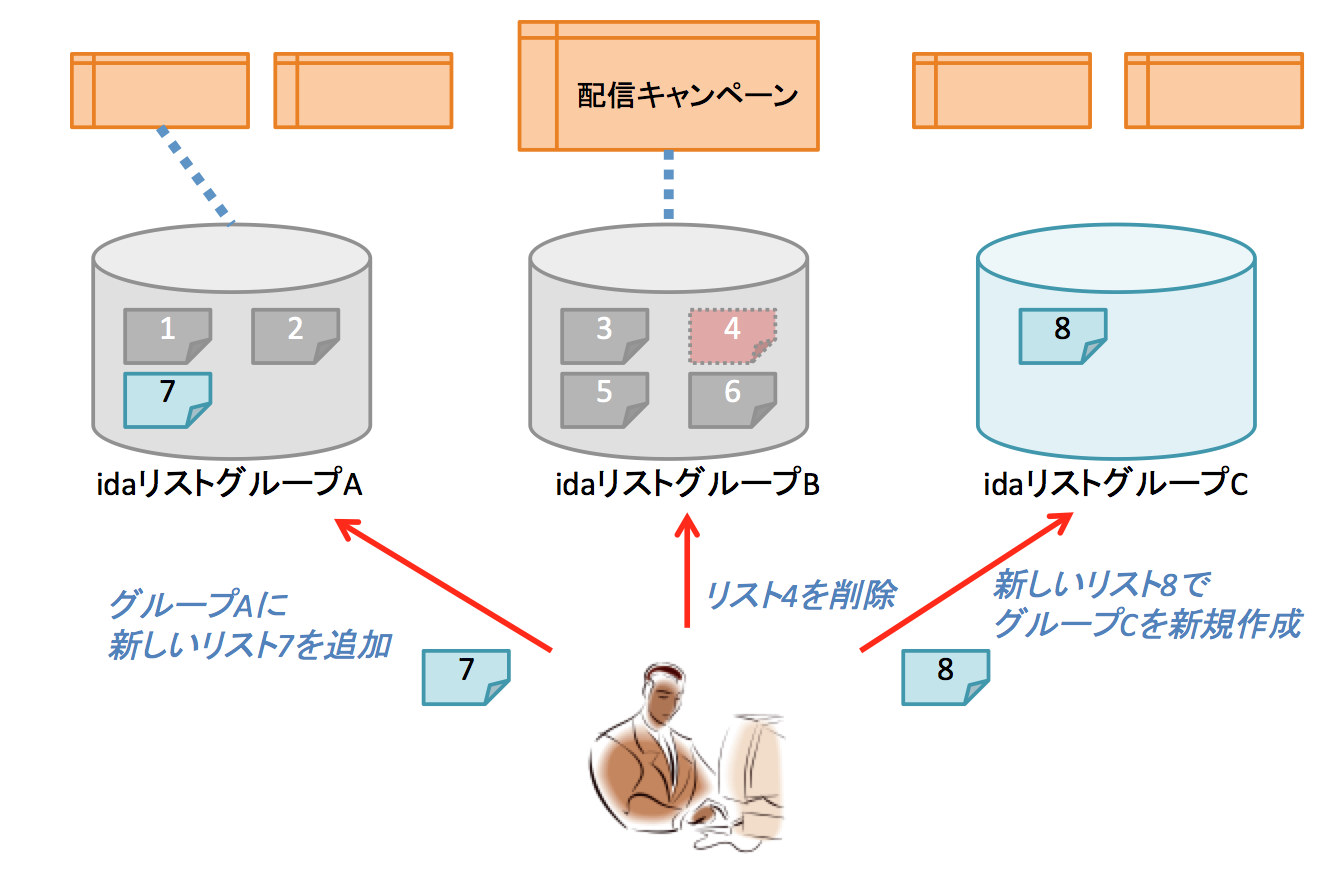 配信キャンペーン
1
2
7
3
4
5
6
8
idaリストグループA
idaリストグループB
idaリストグループC
グループAに
新しいリスト7を追加
リスト4を削除
新しいリスト8で
グループCを新規作成
7
8